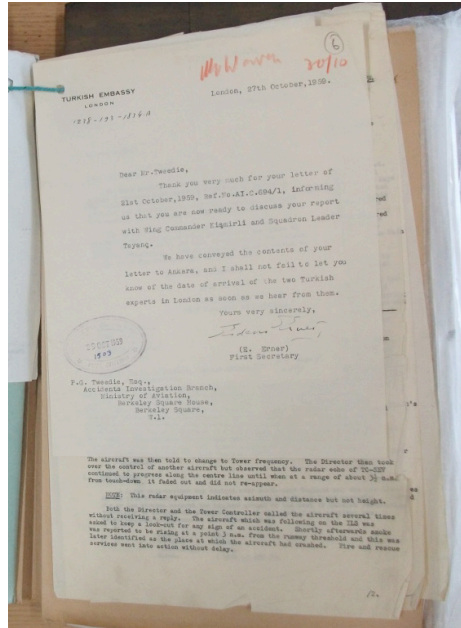 6
Mr Warren
20/10
TURKISH EMBASSY
LONDON
London, 27th October, 1959.
Dear Mr.Tweedie,
Thank you very much for your letter of
21st October,1959, Ref.No.AI.C.694/1, informing
us that you are now ready to discuss your report
with Wing Commander and Squadron Leader
We have conveyed the contents of your
letter to Ankara, and I shall not fail to let you
know of the date of arrival of the two Turkish
experts in London as soon as we hear from them.
Yours very sincerely,
(G. Erner)
First Secretary
P.G. Tweedie, Esq.,
Accidents Investigation Branch,
Ministry of Aviation,
Berkeley Square House,
Berkeley Square,
W.1.
The aircraft was then told to change to Tower frequency. The Director then took
over the control of another aircraft but observed that the radar echo of
continued to progress along the centre line until when at a range of about 3½ n.m.
from touch-down, it faded out and did not re-appear.
NOTE: This radar equipment indicates azimuth and distance but not height.
Both the Director and the Tower Controller called the aircraft several times
without receiving a reply. The aircraft which was following on the ILS was
asked to keep a look-out for any sign of an accident. Shortly afterwards smoke
was reported to be rising at a point 3 n.m. from the runway threshold and this was
later identified as the place at which the aircraft had crashed. Fire and rescue
services went into action without delay.